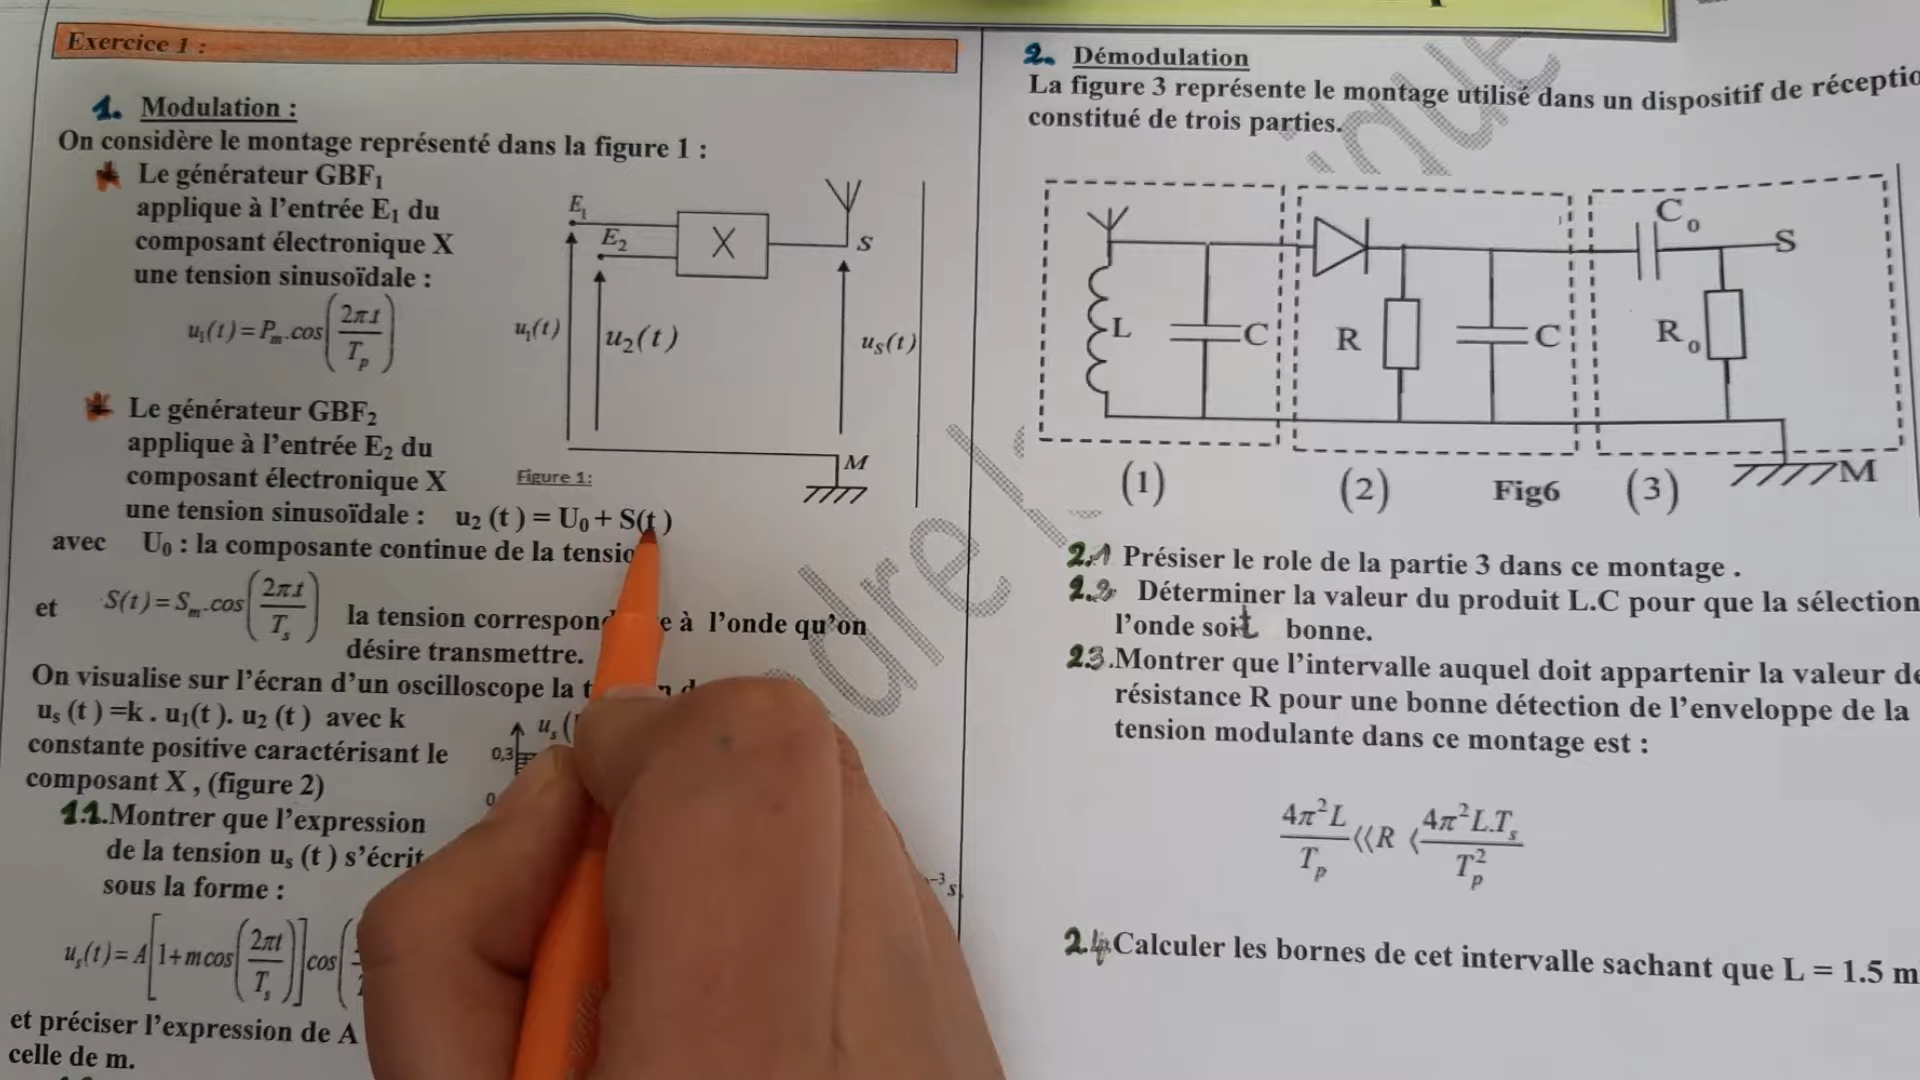 Exercice 1 :
1. Modulation :
On considère le montage représenté dans la figure 1 :
Le générateur GBF₁
applique à l'entrée E₁ du
composant électronique X
une tension sinusoïdale :
u₁(t) = Pₘ.cos(2πt/Tₚ)
Le générateur GBF₂
applique à l'entrée E₂ du
composant électronique X
une tension sinusoïdale : u₂ (t ) = U₀ + S(t )
avec U₀ : la composante continue de la
et S(t) = Sₘ.cos(2πt/Tₛ) la tension
à l'onde qu'on
désire transmettre.
On visualise sur l'écran d'un oscilloscope la
uₛ (t ) =k . u₁(t). u₂ (t ) avec k
constante positive caractérisant le
composant X , (figure 2)
1.1.Montrer que l'expression
de la tension uₛ (t ) s'écrit
sous la forme :
uₛ(t) = A[1+mcos(2πt/Tₛ)]cos(
et préciser l'expression de A
celle de m.
E₁
E₂
X
S
u₁(t)
u₂(t)
uₛ(t)
M
Figure 1:
uₛ(
0,3
0
⁻³s
2. Démodulation
La figure 3 représente le montage utilisé dans un dispositif de
constitué de trois parties.
L
C
R
C
C₀
R₀
S
(1)
(2)
Fig6
(3)
M
2.1 Présiser le role de la partie 3 dans ce montage .
2.2 Déterminer la valeur du produit L.C pour que la sélection
l'onde soit bonne.
2.3.Montrer que l'intervalle auquel doit appartenir la valeur
résistance R pour une bonne détection de l'enveloppe de la
tension modulante dans ce montage est :
4π²L/Tₚ ⟨⟨R ⟨ 4π²L.Tₛ/Tₚ²
2.4 Calculer les bornes de cet intervalle sachant que L = 1.5